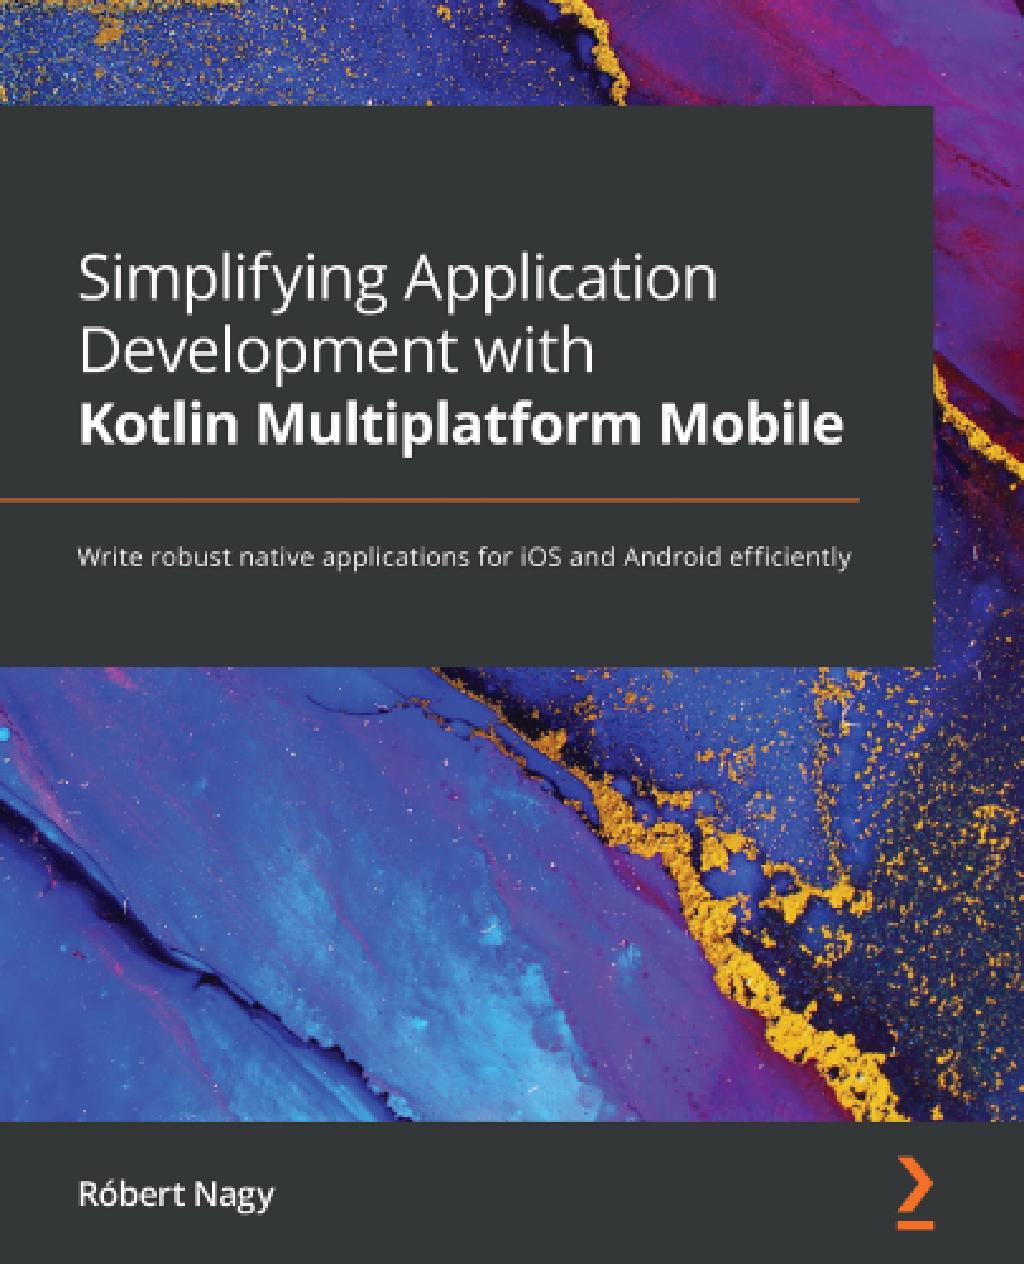 Simplifying Application
Development with
Kotlin Multiplatform Mobile
Write robust native applications for iOS and Android efficiently
Róbert Nagy